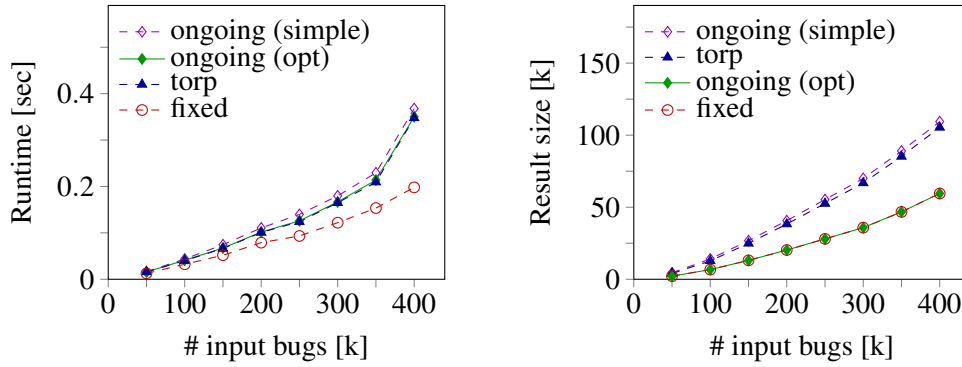 Runtime [sec]
0.4
0.2
0
ongoing (simple)
ongoing (opt)
torp
fixed
0 100 200 300 400
# input bugs [k]
Result size [k]
150
100
50
0
ongoing (simple)
torp
ongoing (opt)
fixed
0 100 200 300 400
# input bugs [k]